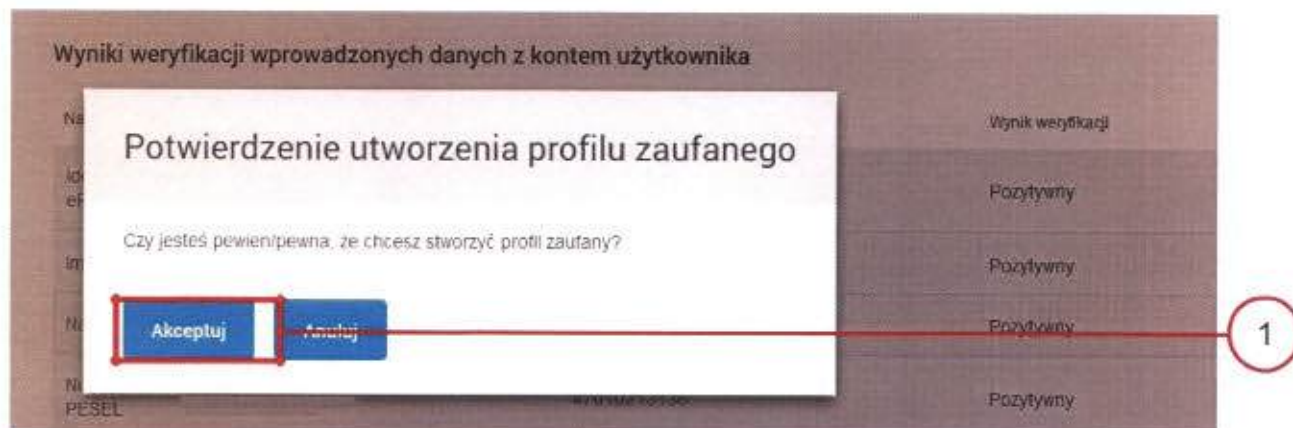 Wyniki weryfikacji wprowadzonych danych z kontem użytkownika
Wynik weryfikacji
Potwierdzenie utworzenia profilu zaufanego
Pozytywny
Czy jesteś pewien/pewna, że chcesz stworzyć profil zaufany?
Pozytywny
Akceptuj Anuluj
Pozytywny
1
PESEL
Pozytywny